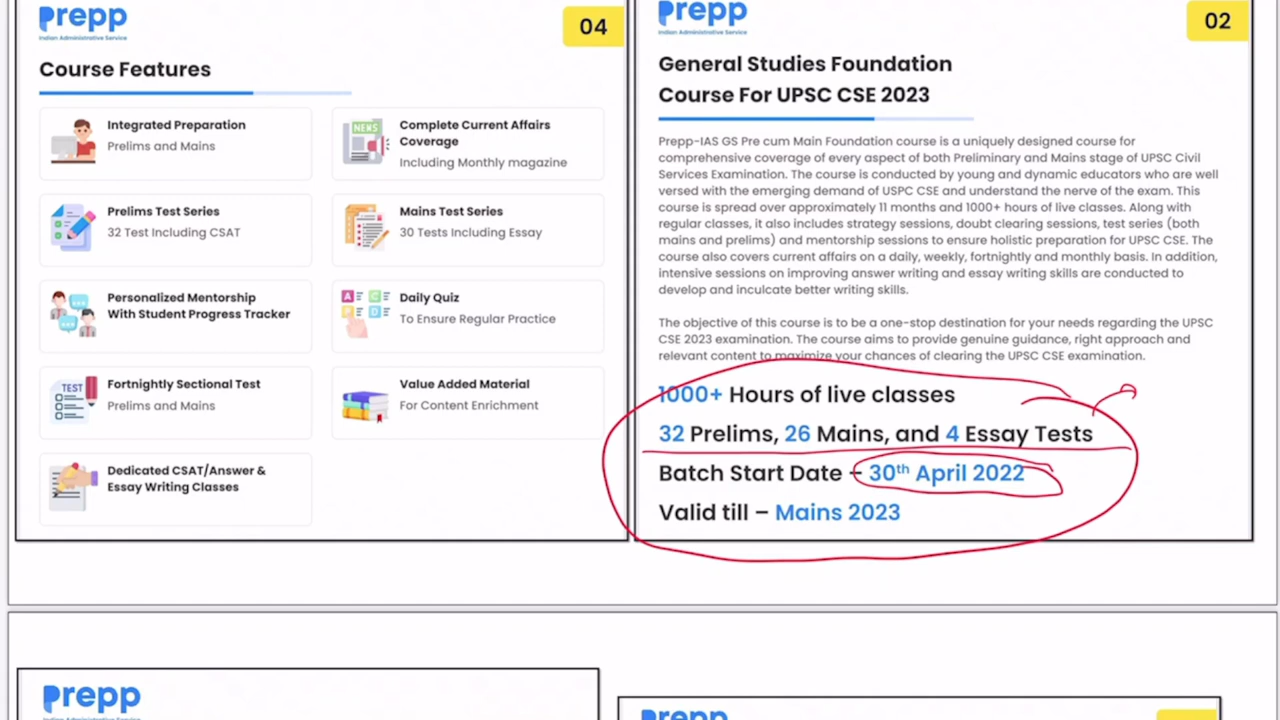 Prepp
Indian Administrative Service
04
Course Features
Integrated Preparation
Prelims and Mains
NEWS
Complete Current Affairs
Coverage
Including Monthly magazine
Prelims Test Series
32 Test Including CSAT
Mains Test Series
30 Tests Including Essay
Personalized Mentorship
With Student Progress Tracker
A
C
P
D
Daily Quiz
To Ensure Regular Practice
TEST
Fortnightly Sectional Test
Prelims and Mains
Value Added Material
For Content Enrichment
Dedicated CSAT/Answer &
Essay Writing Classes
Prepp
Indian Administrative Service
02
General Studies Foundation
Course For UPSC CSE 2023
Prepp-IAS GS Pre cum Main Foundation course is a uniquely designed course for
comprehensive coverage of every aspect of both Preliminary and Mains stage of UPSC Civil
Services Examination. The course is conducted by young and dynamic educators who are well
versed with the emerging demand of USPC CSE and understand the nerve of the exam. This
course is spread over approximately 11 months and 1000+ hours of live classes. Along with
regular classes, it also includes strategy sessions, doubt clearing sessions, test series (both
mains and prelims) and mentorship sessions to ensure holistic preparation for UPSC CSE. The
course also covers current affairs on a daily, weekly, fortnightly and monthly basis. In addition,
intensive sessions on improving answer writing and essay writing skills are conducted to
develop and inculcate better writing skills.
The objective of this course is to be a one-stop destination for your needs regarding the UPSC
CSE 2023 examination. The course aims to provide genuine guidance, right approach and
relevant content to maximize your chances of clearing the UPSC CSE examination.
1000+ Hours of live classes
32 Prelims, 26 Mains, and 4 Essay Tests
Batch Start Date – 30th April 2022
Valid till – Mains 2023
Prepp
Prepp